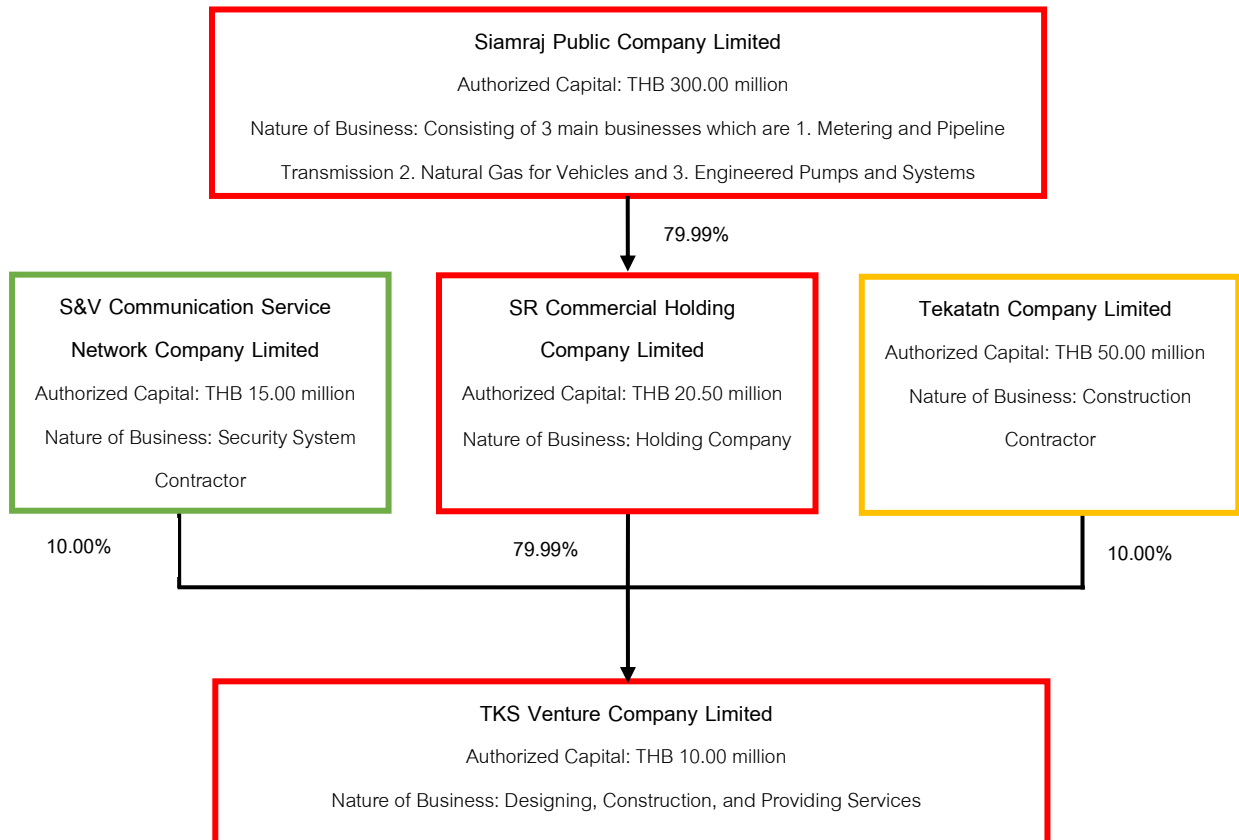 Siamraj Public Company Limited
Authorized Capital: THB 300.00 million
Nature of Business: Consisting of 3 main businesses which are 1. Metering and Pipeline
Transmission 2. Natural Gas for Vehicles and 3. Engineered Pumps and Systems
79.99%
S&V Communication Service
Network Company Limited
Authorized Capital: THB 15.00 million
Nature of Business: Security System
Contractor
SR Commercial Holding
Company Limited
Authorized Capital: THB 20.50 million
Nature of Business: Holding Company
Tekatatn Company Limited
Authorized Capital: THB 50.00 million
Nature of Business: Construction
Contractor
10.00%
79.99%
10.00%
TKS Venture Company Limited
Authorized Capital: THB 10.00 million
Nature of Business: Designing, Construction, and Providing Services